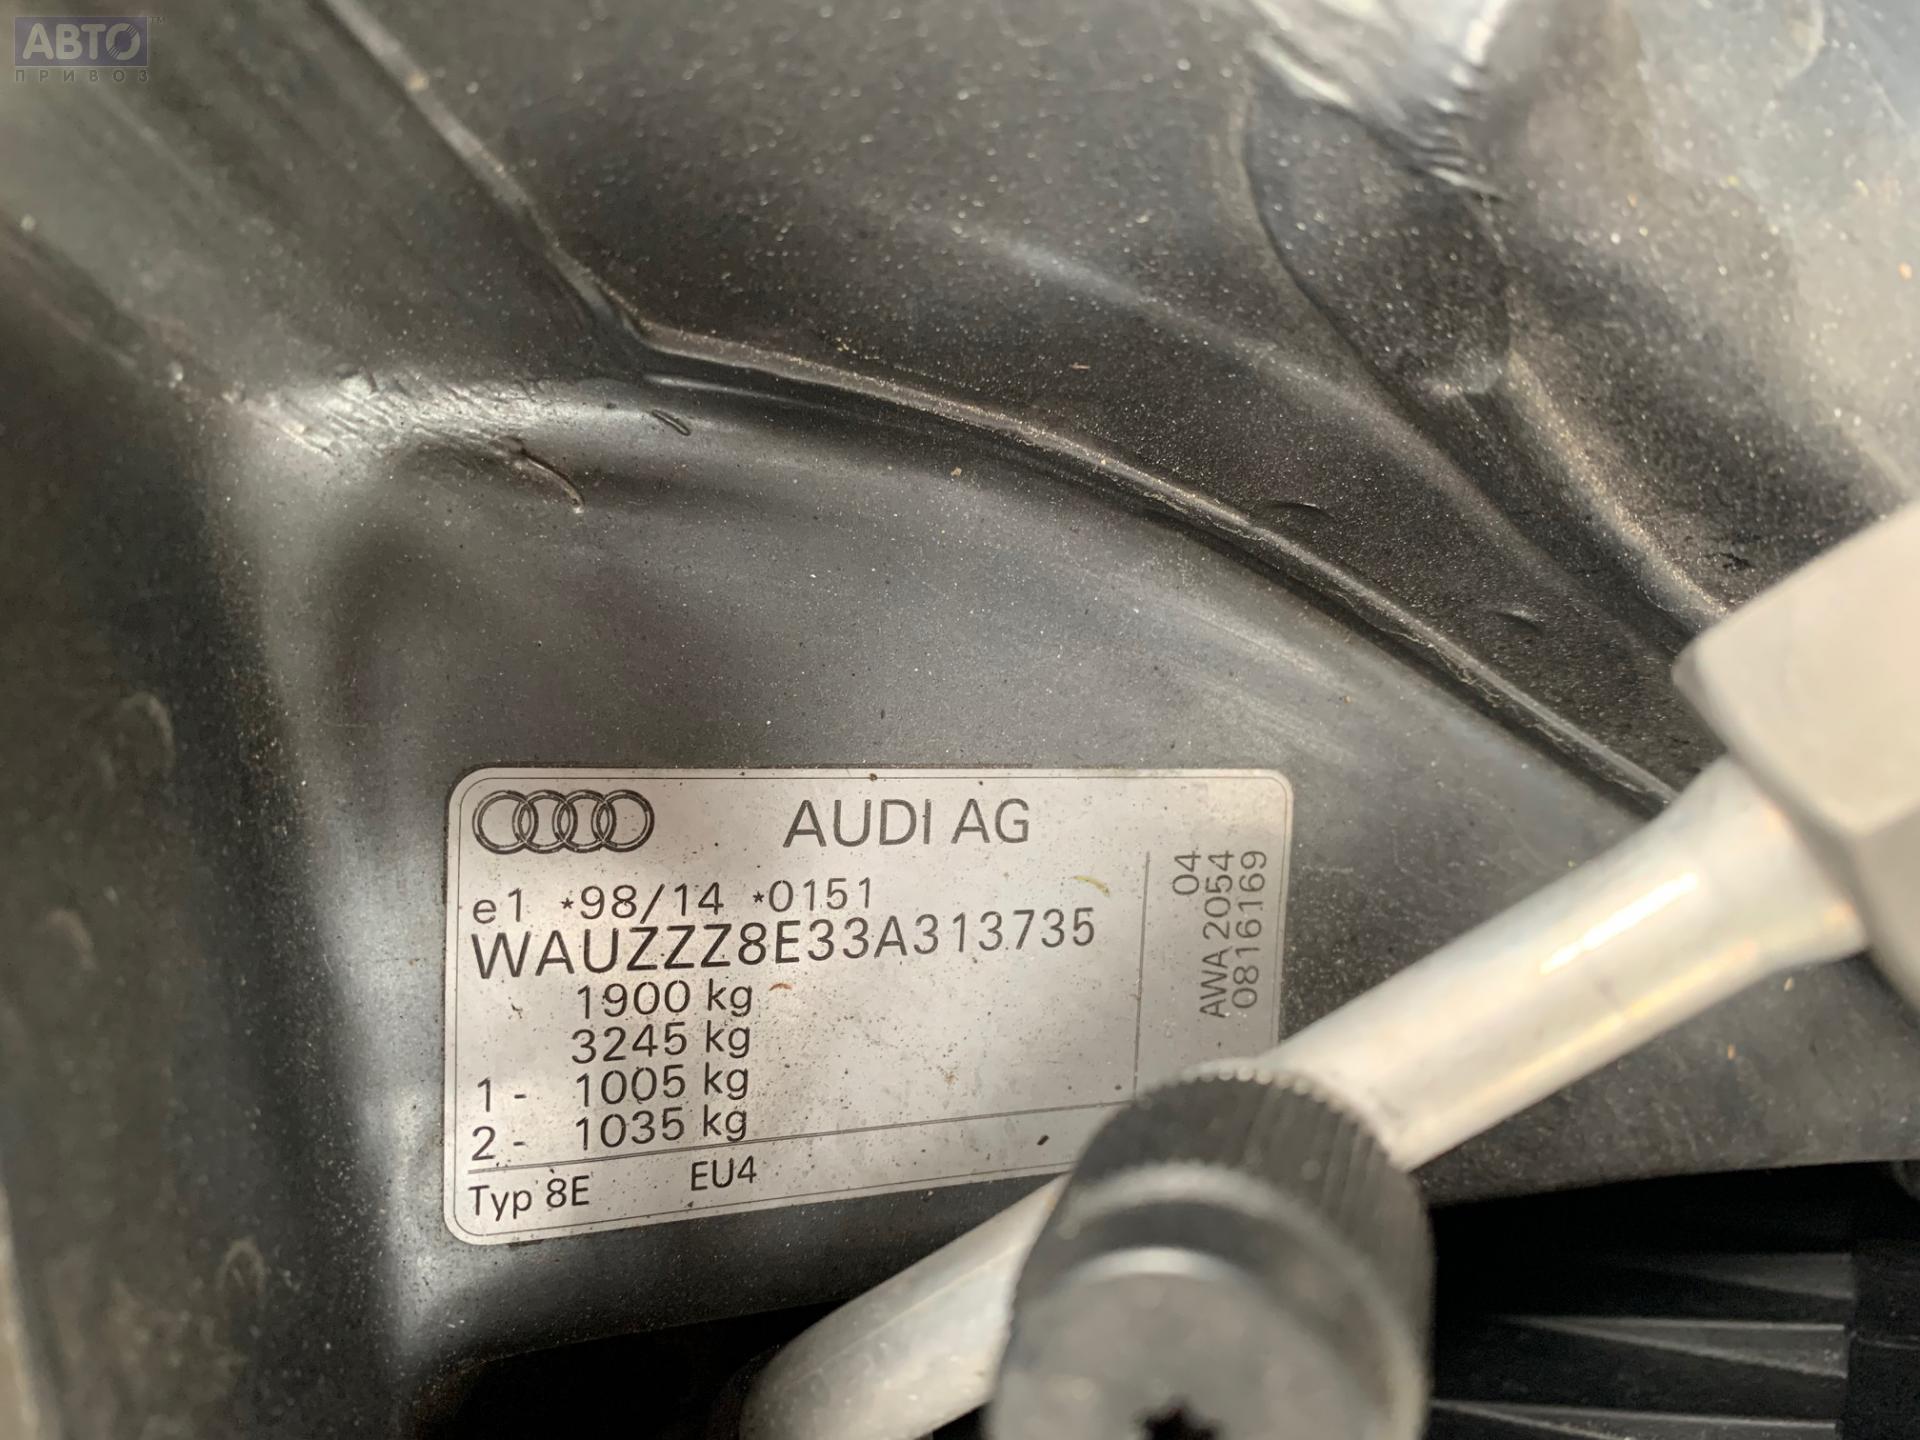 АВТО™
ПРИВОЗ
AUDI AG
e1 *98/14 *0151
WAUZZZ8E33A313735
1900 kg
3245 kg
1 - 1005 kg
2 - 1035 kg
Typ 8E EU4
04
AWA 2054
0816169